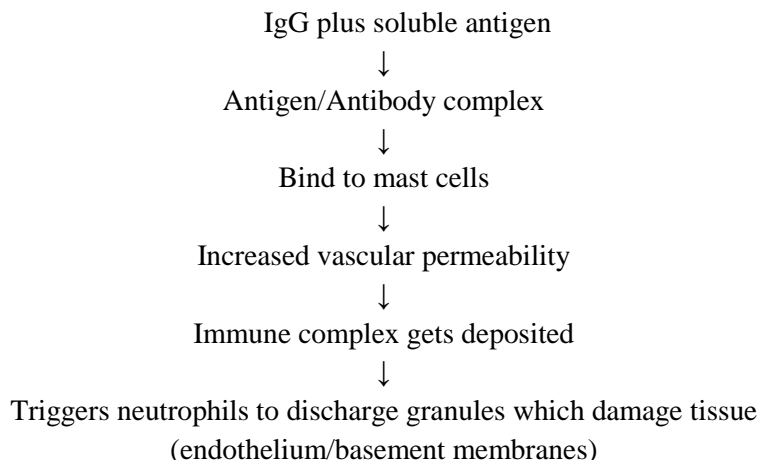 IgG plus soluble antigen
↓
Antigen/Antibody complex
↓
Bind to mast cells
↓
Increased vascular permeability
↓
Immune complex gets deposited
↓
Triggers neutrophils to discharge granules which damage tissue
(endothelium/basement membranes)